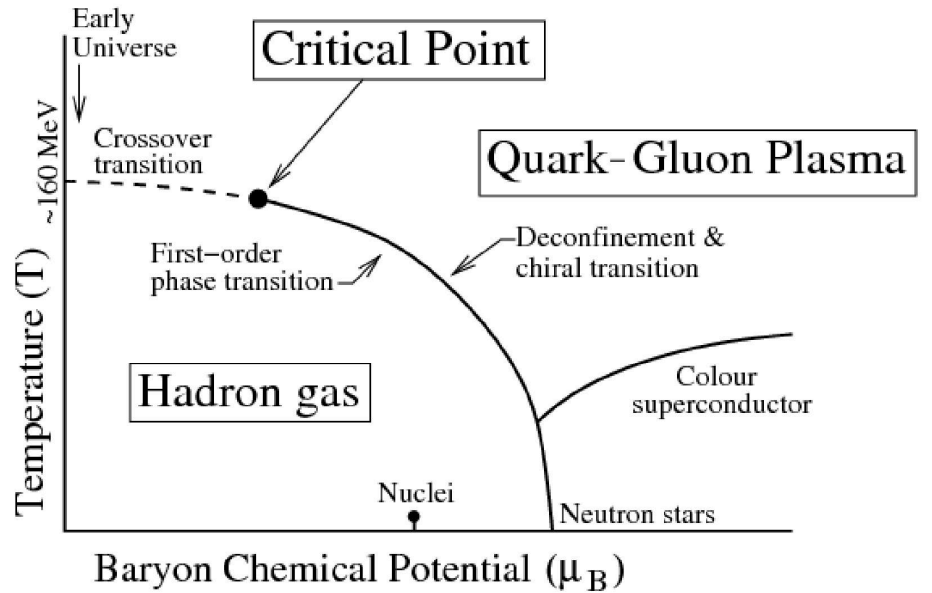 Early
Universe
Critical Point
Crossover
transition
~160 MeV
Quark-Gluon Plasma
First-order
phase transition
Deconfinement &
chiral transition
Temperature (T)
Hadron gas
Colour
superconductor
Nuclei
Neutron stars
Baryon Chemical Potential (μB)